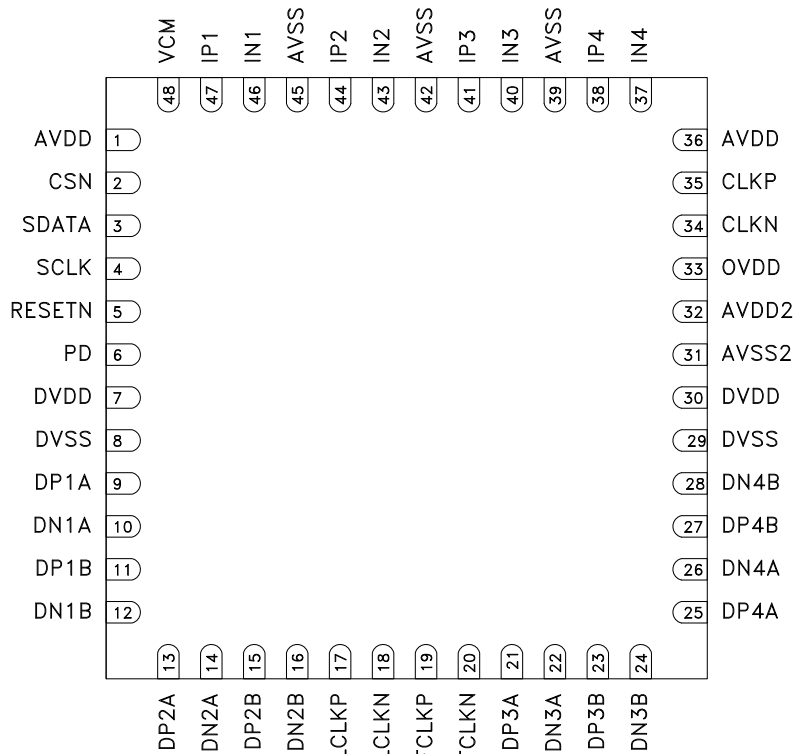 VCM IP1 IN1 AVSS IP2 IN2 AVSS IP3 IN3 AVSS IP4 IN4
48 47 46 45 44 43 42 41 40 39 38 37
AVDD 1 36 AVDD
CSN 2 35 CLKP
SDATA 3 34 CLKN
SCLK 4 33 OVDD
RESETN 5 32 AVDD2
PD 6 31 AVSS2
DVDD 7 30 DVDD
DVSS 8 29 DVSS
DP1A 9 28 DN4B
DN1A 10 27 DP4B
DP1B 11 26 DN4A
DN1B 12 25 DP4A
13 14 15 16 17 18 19 20 21 22 23 24
DP2A DN2A DP2B DN2B LCLKP LCLKN FCLKP FCLKN DP3A DN3A DP3B DN3B